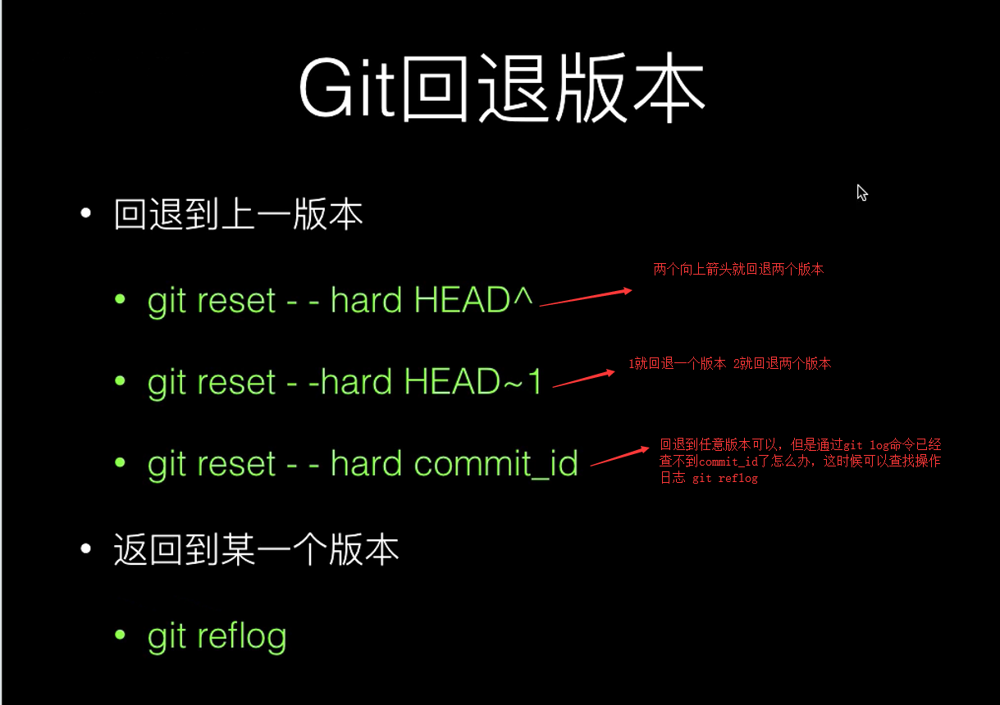 Git回退版本
• 回退到上一版本
两个向上箭头就回退两个版本
• git reset - - hard HEAD^
1就回退一个版本 2就回退两个版本
• git reset - -hard HEAD~1
回退到任意版本可以，但是通过git log命令已经
查不到commit_id了怎么办，这时候可以查找操作
日志 git reflog
• git reset - - hard commit_id
• 返回到某一个版本
• git reflog